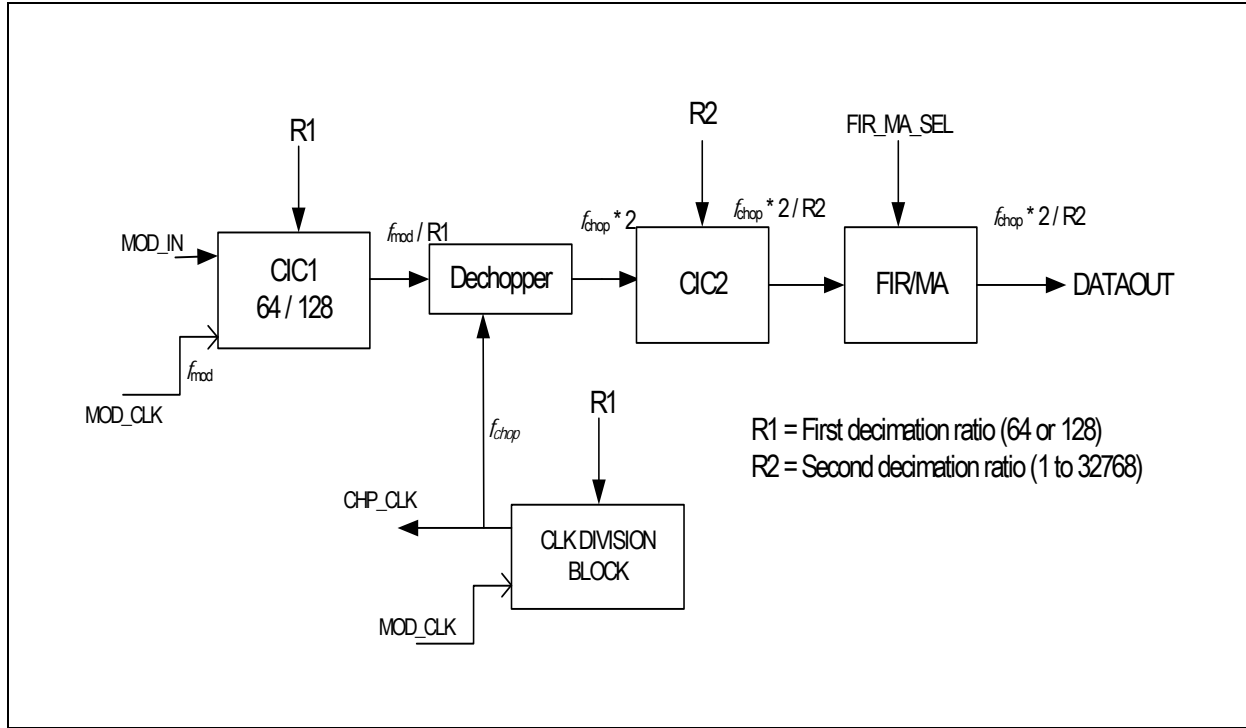 R1
R2
FIR_MA_SEL
MOD_IN
CIC1
64 / 128
fmod / R1
Dechopper
fchop * 2
CIC2
fchop * 2 / R2
FIR/MA
fchop * 2 / R2
DATAOUT
fmod
MOD_CLK
fchop
R1
R1 = First decimation ratio (64 or 128)
R2 = Second decimation ratio (1 to 32768)
CHP_CLK
CLK DIVISION
BLOCK
MOD_CLK